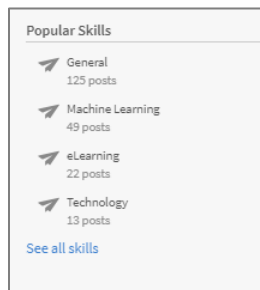 Popular Skills
General
125 posts
Machine Learning
49 posts
eLearning
22 posts
Technology
13 posts
See all skills